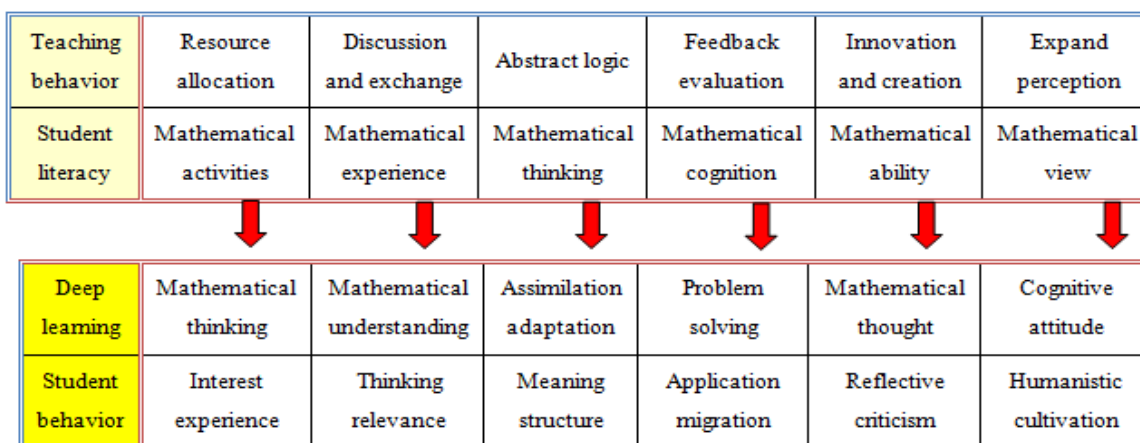 Teaching behavior
Resource allocation
Discussion and exchange
Abstract logic
Feedback evaluation
Innovation and creation
Expand perception
Student literacy
Mathematical activities
Mathematical experience
Mathematical thinking
Mathematical cognition
Mathematical ability
Mathematical view
Deep learning
Mathematical thinking
Mathematical understanding
Assimilation adaptation
Problem solving
Mathematical thought
Cognitive attitude
Student behavior
Interest experience
Thinking relevance
Meaning structure
Application migration
Reflective criticism
Humanistic cultivation